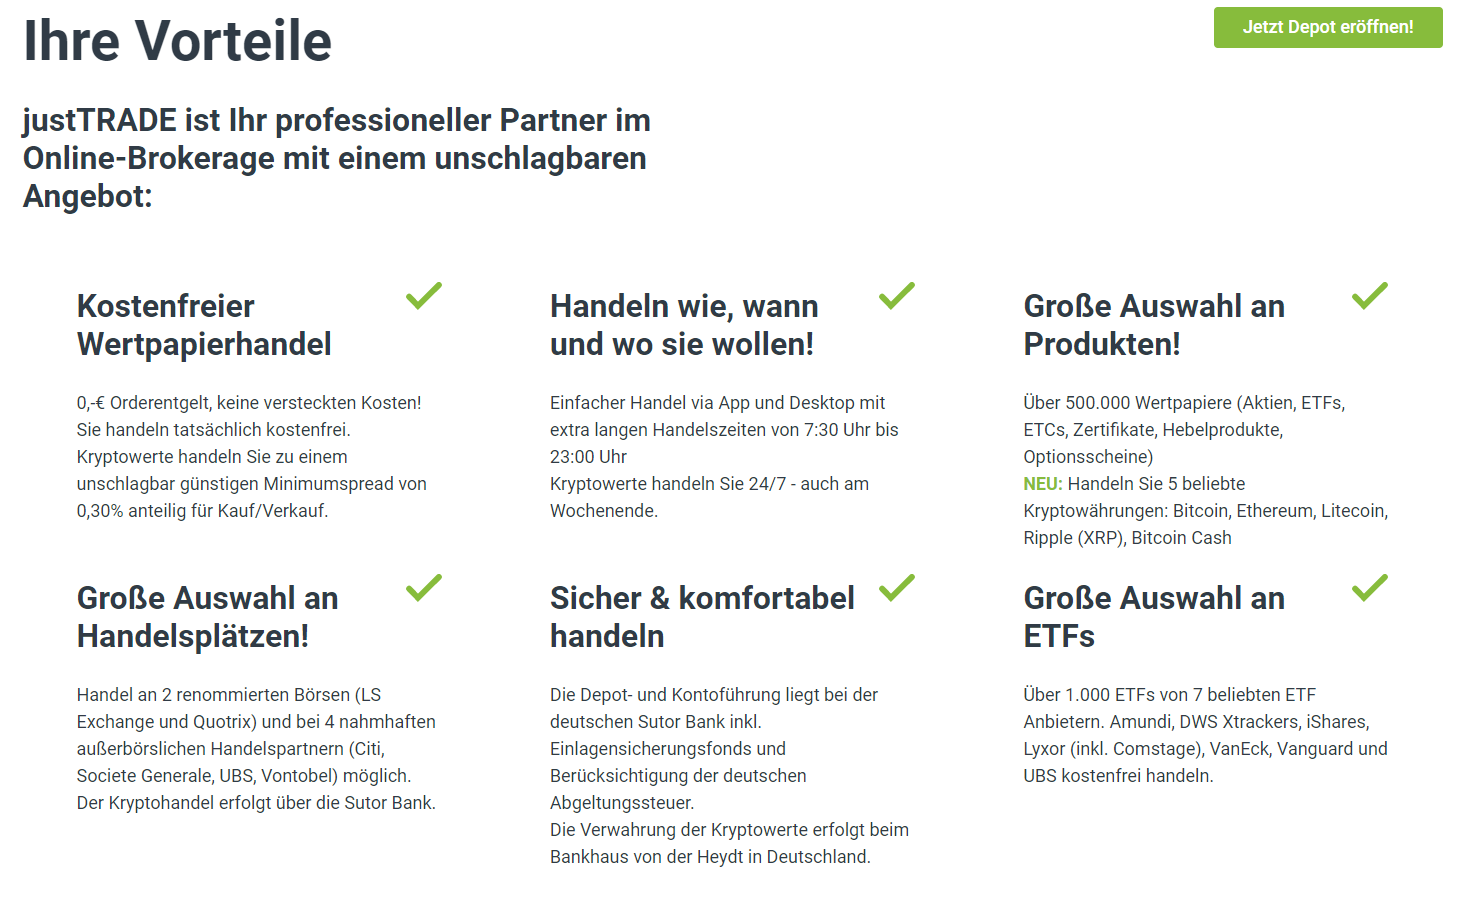 Ihre Vorteile
Jetzt Depot eröffnen!
justTRADE ist Ihr professioneller Partner im
Online-Brokerage mit einem unschlagbaren
Angebot:
Kostenfreier
Wertpapierhandel
0,-€ Orderentgelt, keine versteckten Kosten!
Sie handeln tatsächlich kostenfrei.
Kryptowerte handeln Sie zu einem
unschlagbar günstigen Minimumspread von
0,30% anteilig für Kauf/Verkauf.
Handeln wie, wann
und wo sie wollen!
Einfacher Handel via App und Desktop mit
extra langen Handelszeiten von 7:30 Uhr bis
23:00 Uhr
Kryptowerte handeln Sie 24/7 - auch am
Wochenende.
Große Auswahl an
Produkten!
Über 500.000 Wertpapiere (Aktien, ETFs,
ETCs, Zertifikate, Hebelprodukte,
Optionsscheine)
NEU: Handeln Sie 5 beliebte
Kryptowährungen: Bitcoin, Ethereum, Litecoin,
Ripple (XRP), Bitcoin Cash
Große Auswahl an
Handelsplätzen!
Handel an 2 renommierten Börsen (LS
Exchange und Quotrix) und bei 4 nahmhaften
außerbörslichen Handelspartnern (Citi,
Societe Generale, UBS, Vontobel) möglich.
Der Kryptohandel erfolgt über die Sutor Bank.
Sicher & komfortabel
handeln
Die Depot- und Kontoführung liegt bei der
deutschen Sutor Bank inkl.
Einlagensicherungsfonds und
Berücksichtigung der deutschen
Abgeltungssteuer.
Die Verwahrung der Kryptowerte erfolgt beim
Bankhaus von der Heydt in Deutschland.
Große Auswahl an
ETFs
Über 1.000 ETFs von 7 beliebten ETF
Anbietern. Amundi, DWS Xtrackers, iShares,
Lyxor (inkl. Comstage), VanEck, Vanguard und
UBS kostenfrei handeln.